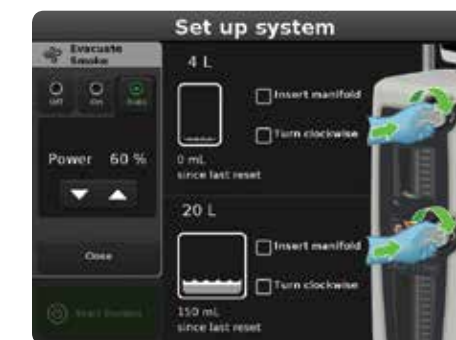 Set up system
Evacuate
Smoke
Off
On
Auto
Power 60 %
Close
4 L
Insert manifold
Turn clockwise
0 mL
since last reset
20 L
Insert manifold
Turn clockwise
150 mL
since last reset